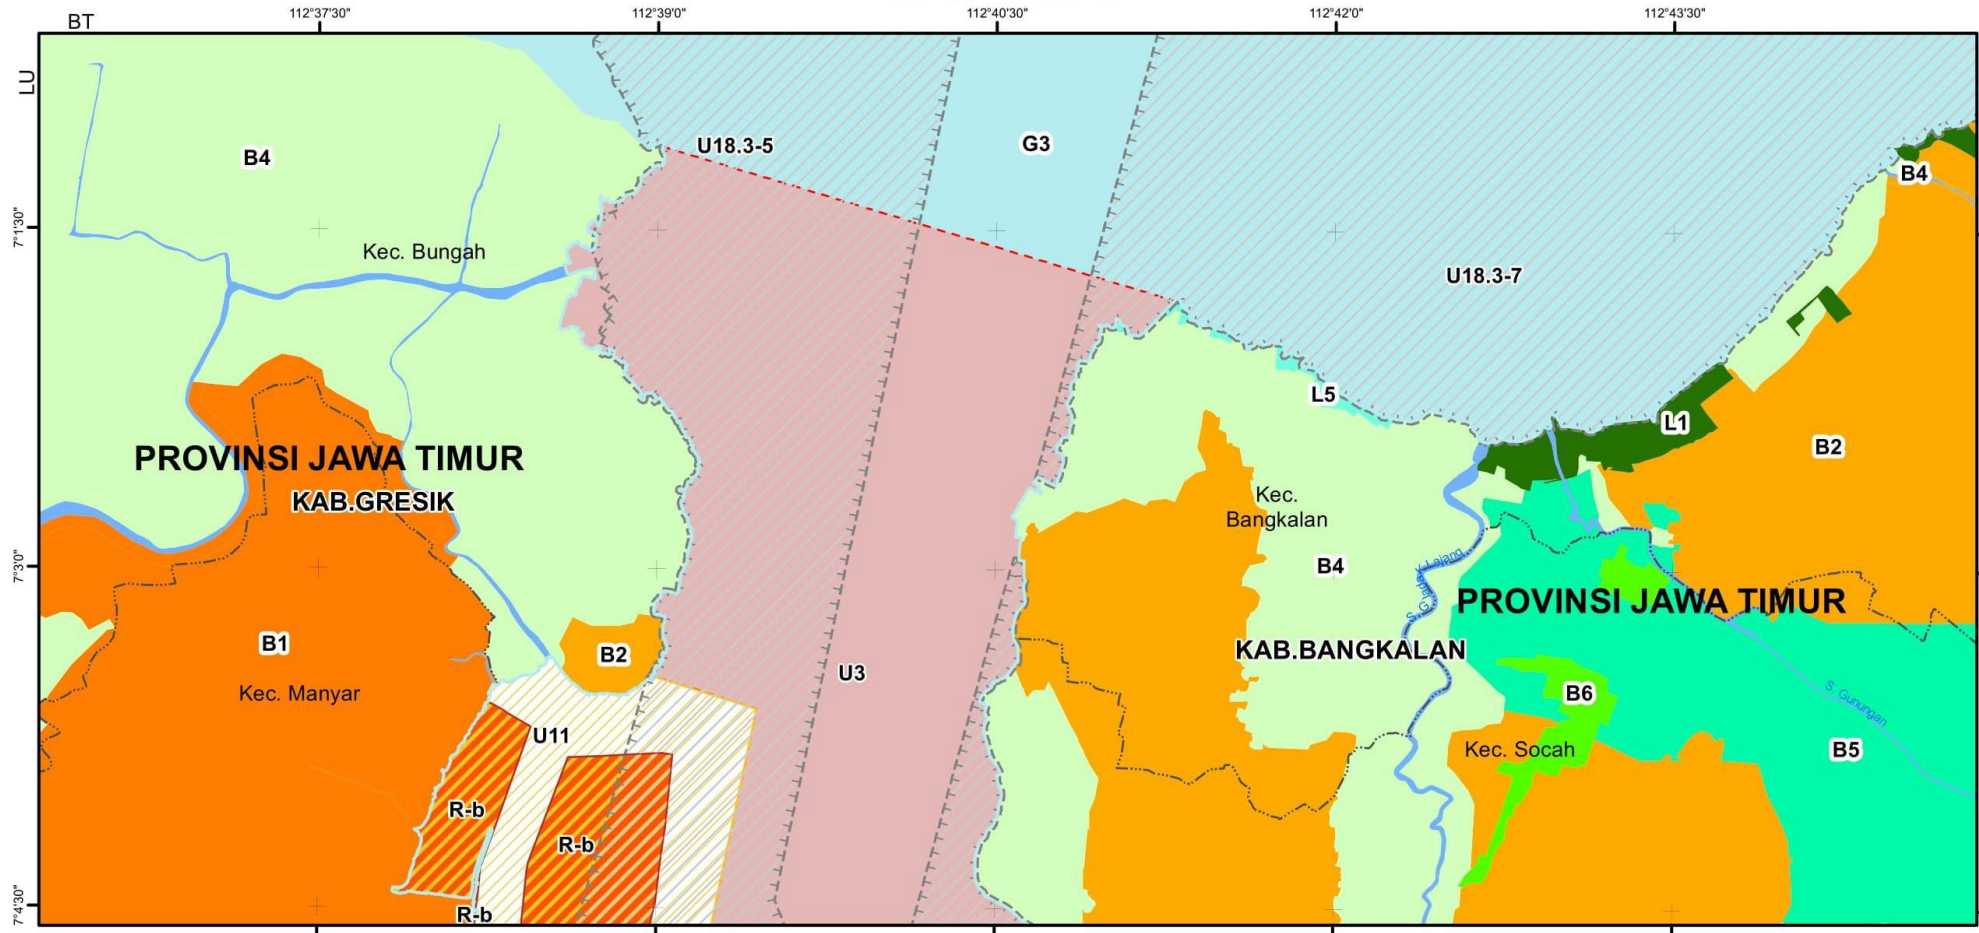 BT
112°37'30"
112°39'0"
112°40'30"
112°42'0"
112°43'30"
LU
U18.3-5
G3
B4
B4
7°1'30"
Kec. Bungah
U18.3-7
L5
L1
B2
PROVINSI JAWA TIMUR
KAB.GRESIK
Kec.
Bangkalan
B4
7°3'0"
Lajang
S. G
PROVINSI JAWA TIMUR
B1
B2
U3
KAB.BANGKALAN
Kec. Manyar
B6
S. Gunungan
U11
Kec. Socah
B5
R-b
R-b
7°4'30"
R-b